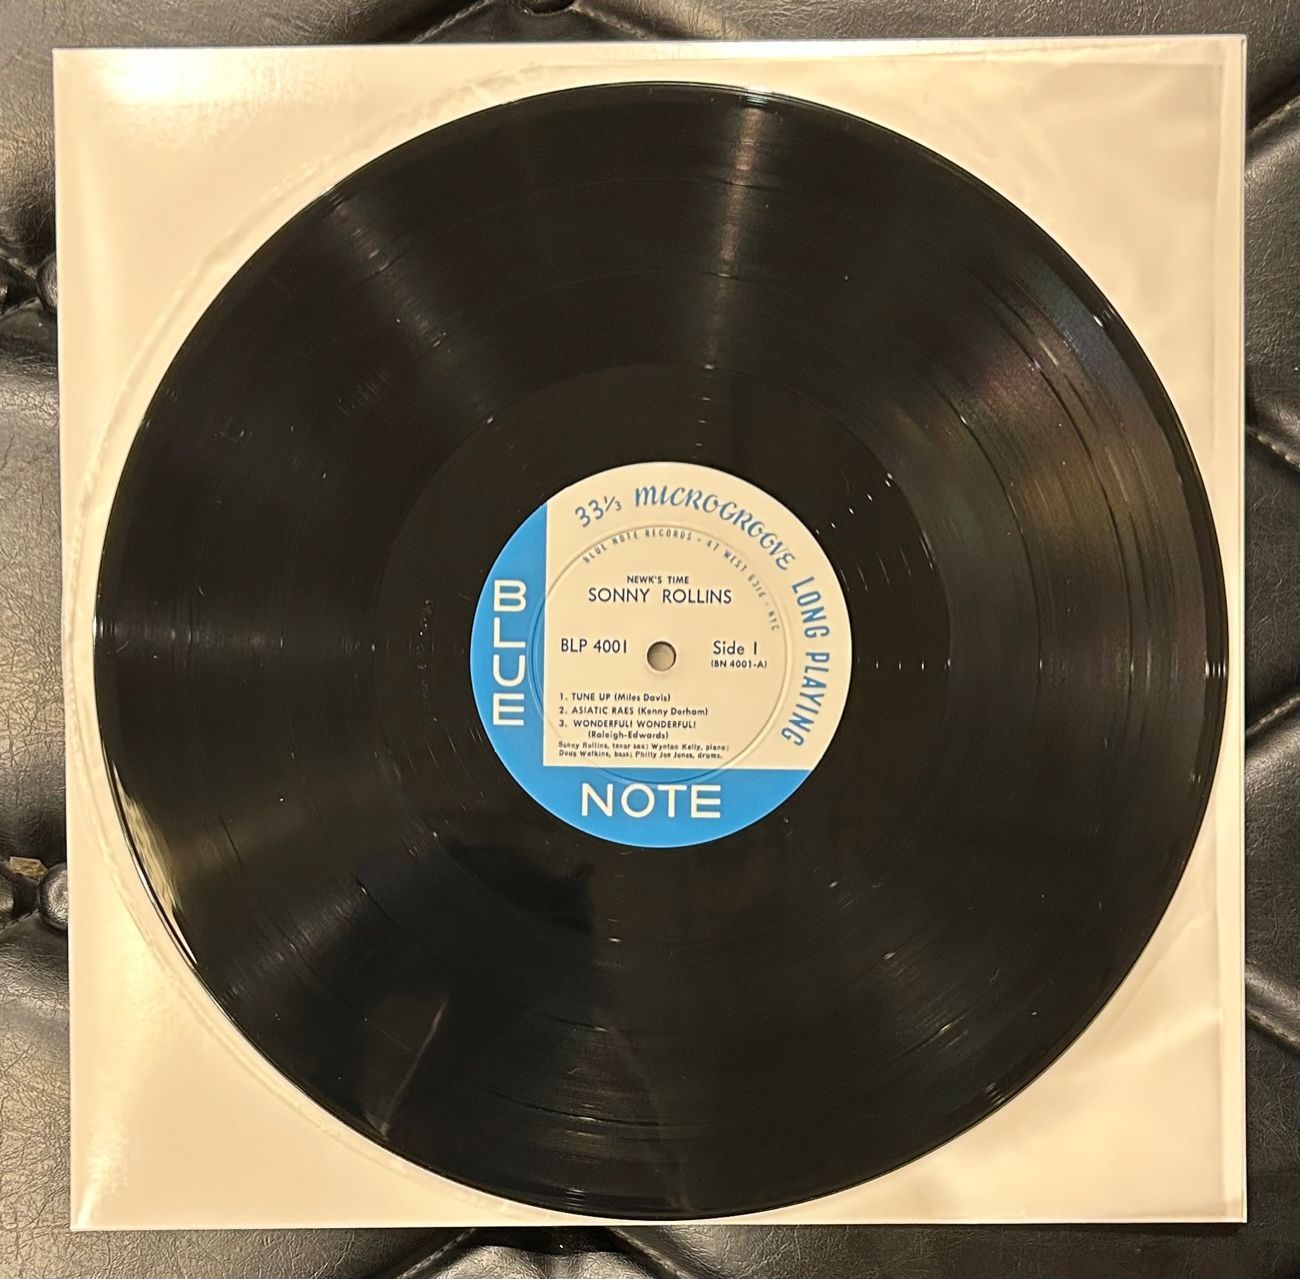 33⅓ MICROGROOVE LONG PLAYING
BLUE NOTE RECORDS • 47 WEST 63rd • NYC
NEWK'S TIME
SONNY ROLLINS
BLP 4001
Side 1
(BN 4001-A)
1. TUNE UP (Miles Davis)
2. ASIATIC RAES (Kenny Dorham)
3. WONDERFUL! WONDERFUL!
(Raleigh-Edwards)
Sonny Rollins, tenor sax; Wynton Kelly, piano;
Doug Watkins, bass; Philly Joe Jones, drums.
BLUE
NOTE